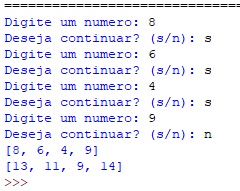 ==============================
Digite um numero: 8
Deseja continuar? (s/n): s
Digite um numero: 6
Deseja continuar? (s/n): s
Digite um numero: 4
Deseja continuar? (s/n): s
Digite um numero: 9
Deseja continuar? (s/n): n
[8, 6, 4, 9]
[13, 11, 9, 14]
>>>